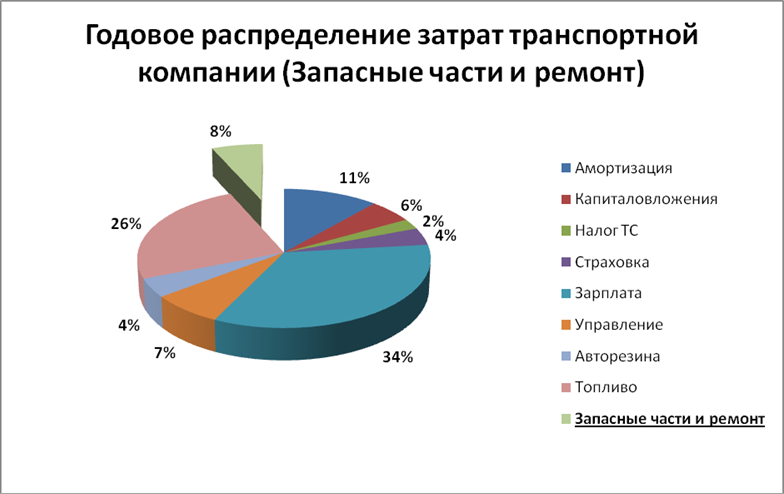 Годовое распределение затрат транспортной
компании (Запасные части и ремонт)
8%
11%
6%
2%
4%
26%
4%
7%
34%
Амортизация
Капиталовложения
Налог ТС
Страховка
Зарплата
Управление
Авторезина
Топливо
Запасные части и ремонт